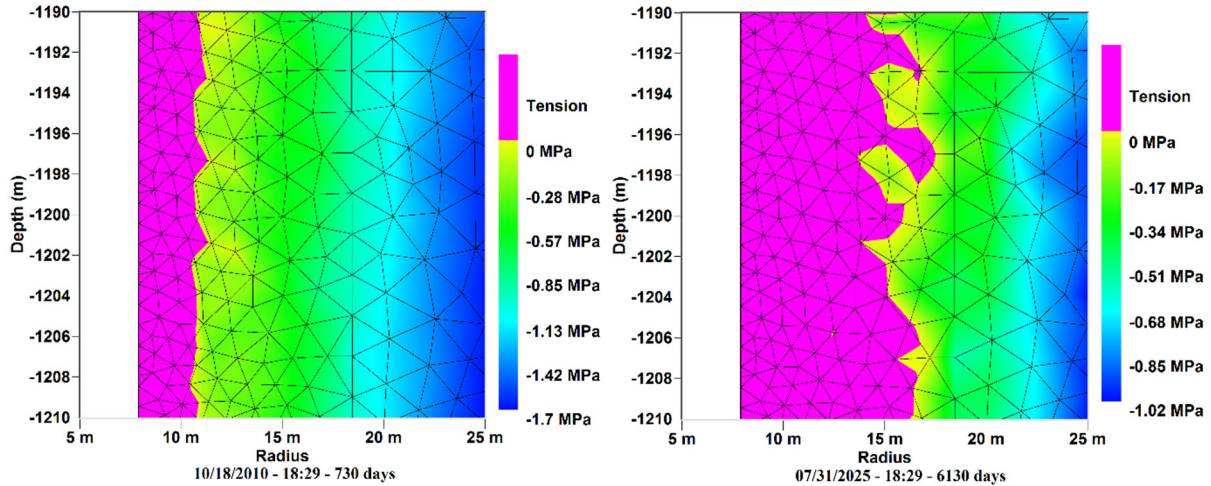 -1190
-1192
-1194
-1196
-1198
-1200
-1202
-1204
-1206
-1208
-1210
Depth (m)
5 m 10 m 15 m 20 m 25 m
Radius
10/18/2010 - 18:29 - 730 days
Tension
0 MPa
-0.28 MPa
-0.57 MPa
-0.85 MPa
-1.13 MPa
-1.42 MPa
-1.7 MPa
-1190
-1192
-1194
-1196
-1198
-1200
-1202
-1204
-1206
-1208
-1210
Depth (m)
5 m 10 m 15 m 20 m 25 m
Radius
07/31/2025 - 18:29 - 6130 days
Tension
0 MPa
-0.17 MPa
-0.34 MPa
-0.51 MPa
-0.68 MPa
-0.85 MPa
-1.02 MPa